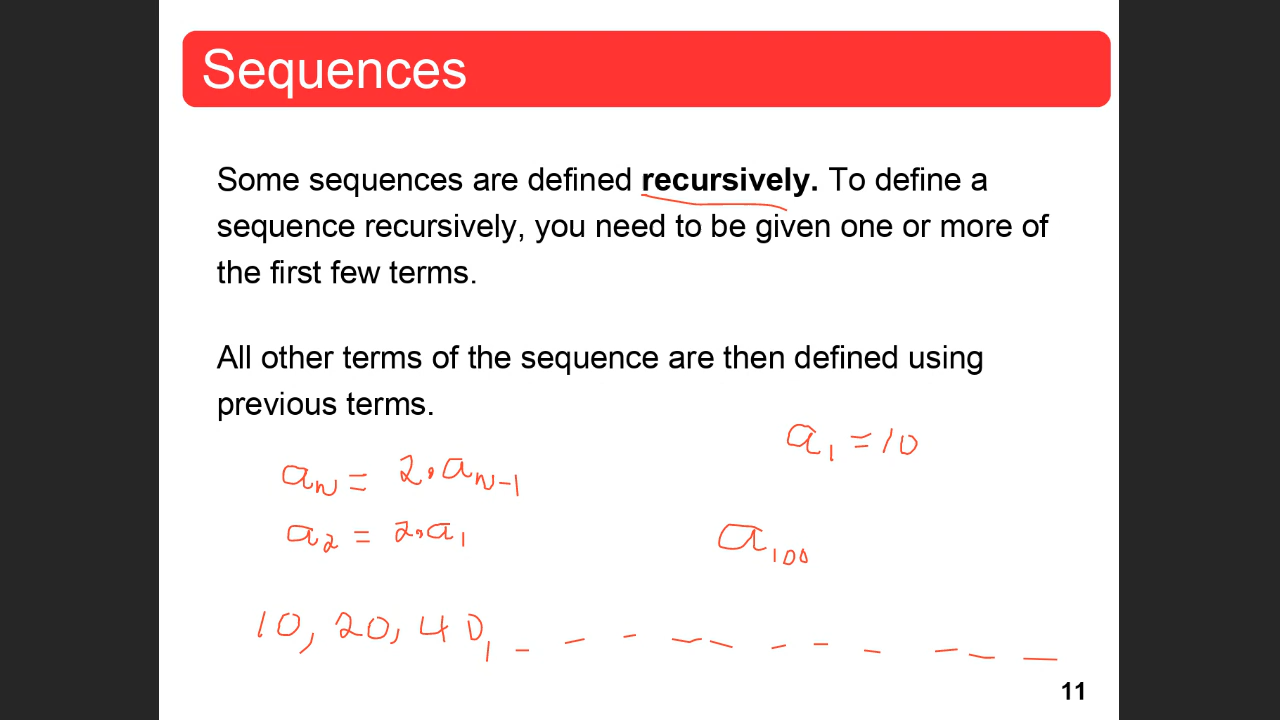 Sequences
Some sequences are defined recursively. To define a
sequence recursively, you need to be given one or more of
the first few terms.
All other terms of the sequence are then defined using
previous terms.
a₁ = 10
aₙ = 2·aₙ₋₁
a₂ = 2·a₁
a₁₀₀
10, 20, 40, _ _ _ _ _ _ _ _ _ _ _
11